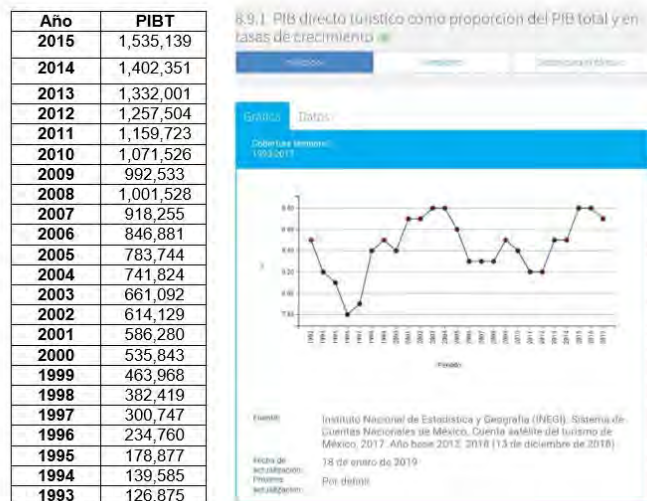 Año PIBT
2015 1,535,139
2014 1,402,351
2013 1,332,001
2012 1,257,504
2011 1,159,723
2010 1,071,526
2009 992,533
2008 1,001,528
2007 918,255
2006 846,881
2005 783,744
2004 741,824
2003 661,092
2002 614,129
2001 586,280
2000 535,843
1999 463,968
1998 382,419
1997 300,747
1996 234,760
1995 178,877
1994 139,585
1993 126,875
8.9.1 PIB directo turístico como proporción del PIB total y en
tasas de crecimiento
Gráfica Datos
Cobertura temporal:
1993-2017
Periodo
Fuente: Instituto Nacional de Estadística y Geografía (INEGI). Sistema de
Cuentas Nacionales de México. Cuenta satélite del turismo de
México, 2017. Año base 2013. 2018 (13 de diciembre de 2018)
Fecha de
actualización: 18 de enero de 2019
Próxima
actualización: Por definir